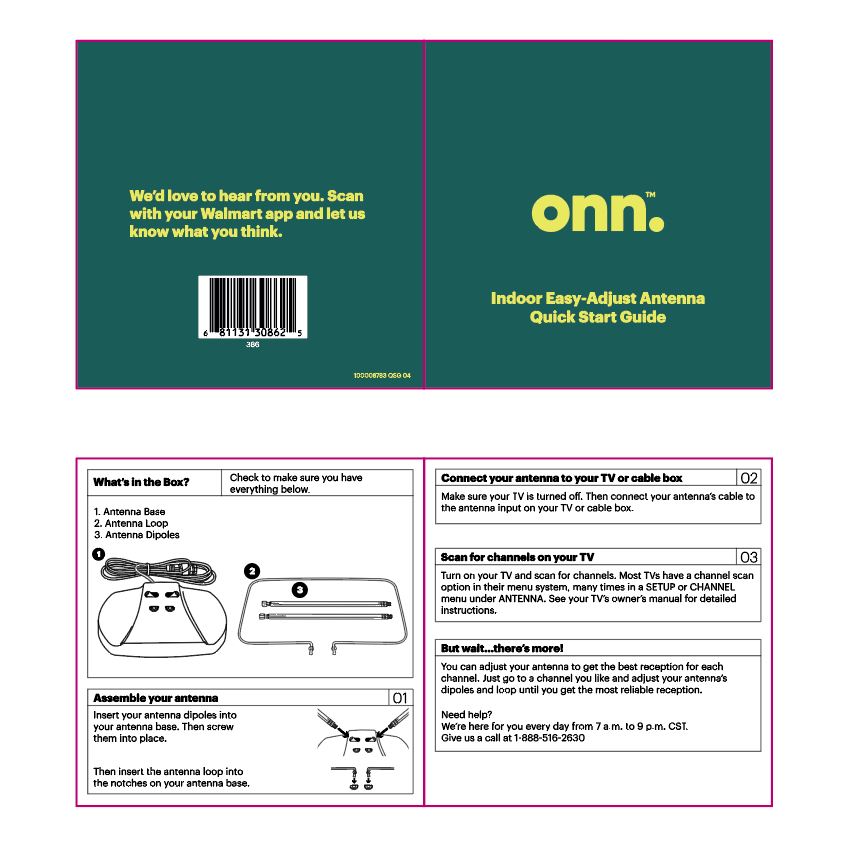 We'd love to hear from you. Scan
with your Walmart app and let us
know what you think.
6 81131 30862 5
386
100008783 QSG 04
onn.™
Indoor Easy-Adjust Antenna
Quick Start Guide
What's in the Box?
Check to make sure you have
everything below.
1. Antenna Base
2. Antenna Loop
3. Antenna Dipoles
1
2
3
Assemble your antenna
01
Insert your antenna dipoles into
your antenna base. Then screw
them into place.
Then insert the antenna loop into
the notches on your antenna base.
Connect your antenna to your TV or cable box
02
Make sure your TV is turned off. Then connect your antenna's cable to
the antenna input on your TV or cable box.
Scan for channels on your TV
03
Turn on your TV and scan for channels. Most TVs have a channel scan
option in their menu system, many times in a SETUP or CHANNEL
menu under ANTENNA. See your TV's owner's manual for detailed
instructions.
But wait...there's more!
You can adjust your antenna to get the best reception for each
channel. Just go to a channel you like and adjust your antenna's
dipoles and loop until you get the most reliable reception.
Need help?
We're here for you every day from 7 a.m. to 9 p.m. CST.
Give us a call at 1-888-516-2630